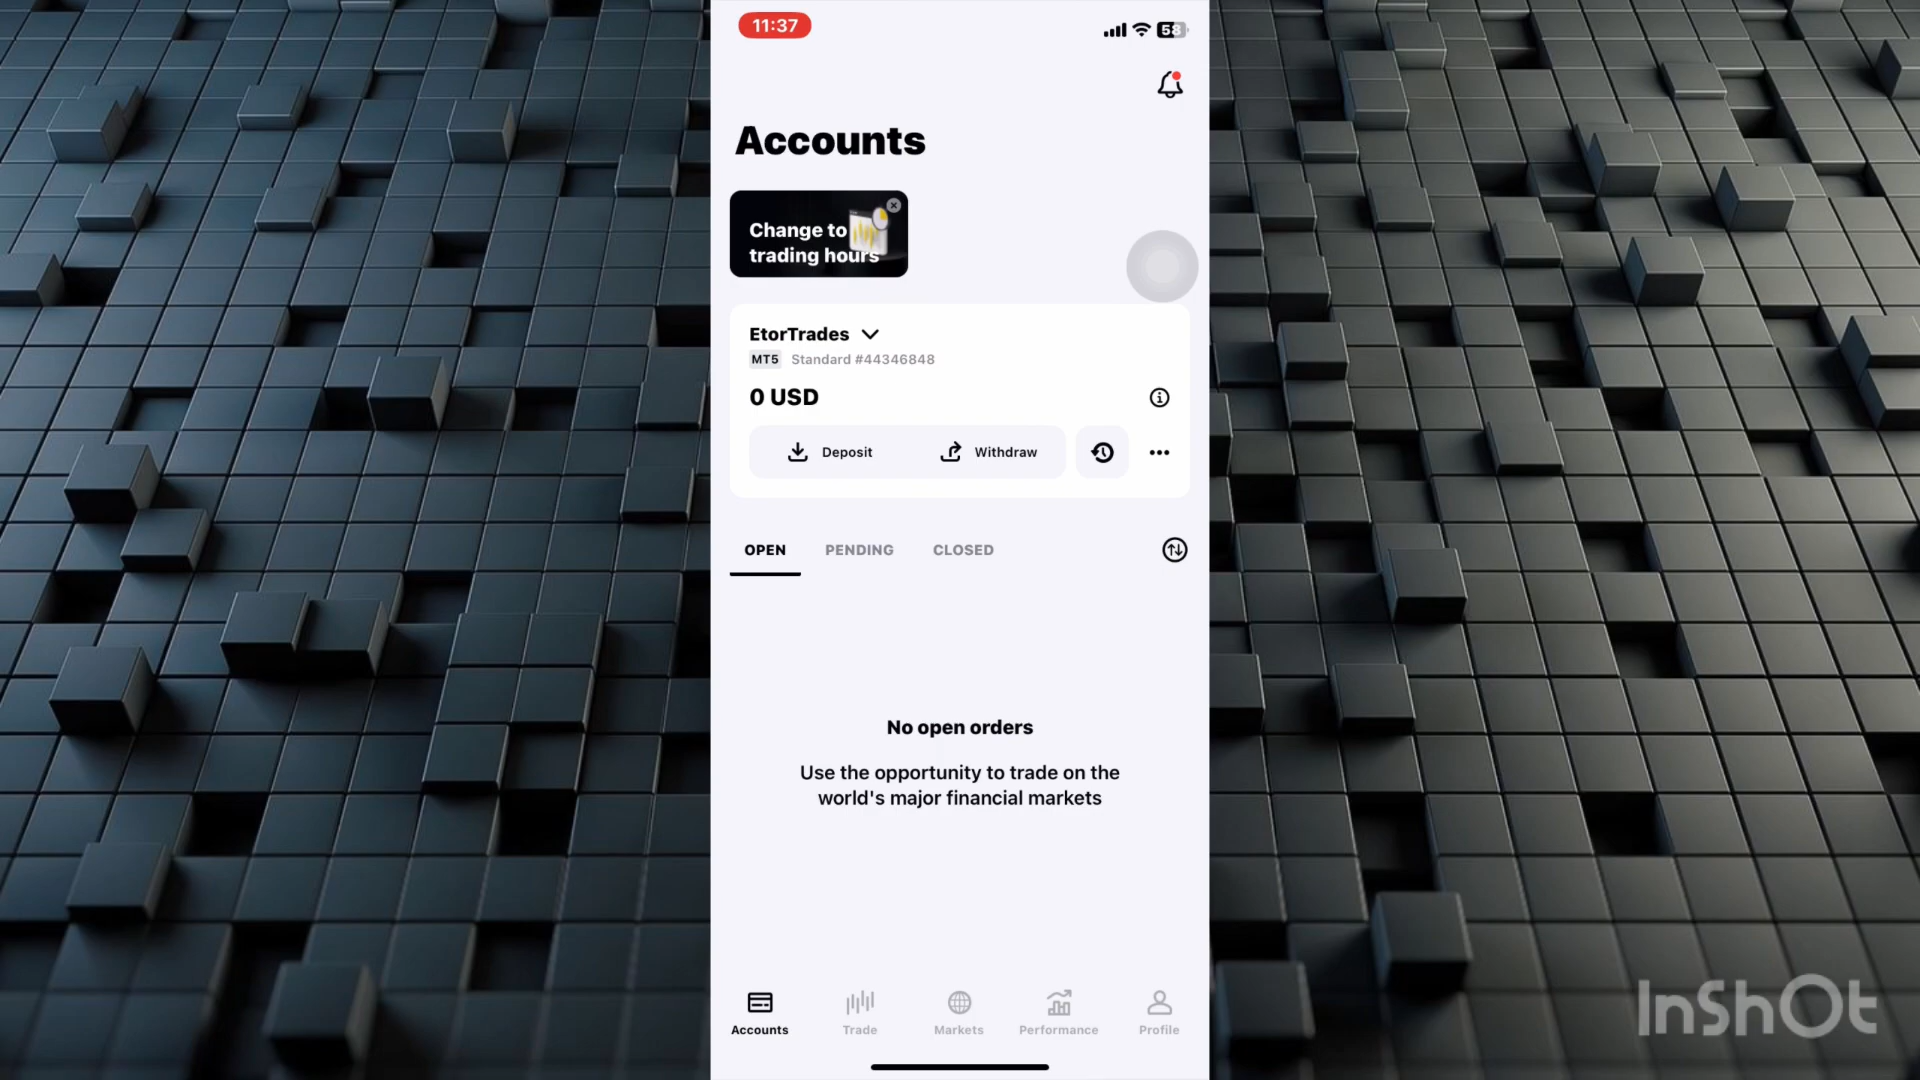 11:37
58
Accounts
Change to
trading hours
EtorTrades
MT5 Standard #44346848
0 USD
Deposit Withdraw
OPEN PENDING CLOSED
No open orders
Use the opportunity to trade on the
world's major financial markets
Accounts Trade Markets Performance Profile
InShOt